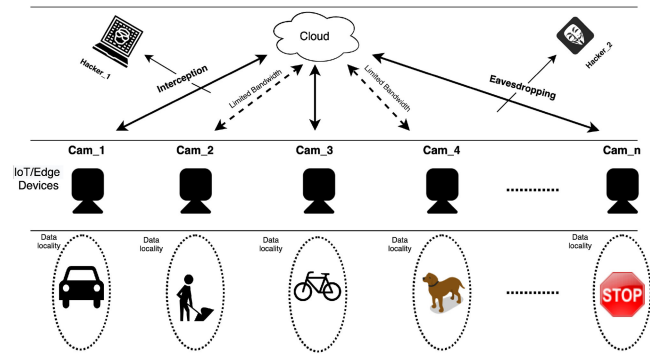 Cloud
Hacker_1
Hacker_2
Interception
Limited Bandwidth
Limited Bandwidth
Eavesdropping
Cam_1
Cam_2
Cam_3
Cam_4
Cam_n
IoT/Edge
Devices
Data
locality
Data
locality
Data
locality
Data
locality
Data
locality
STOP